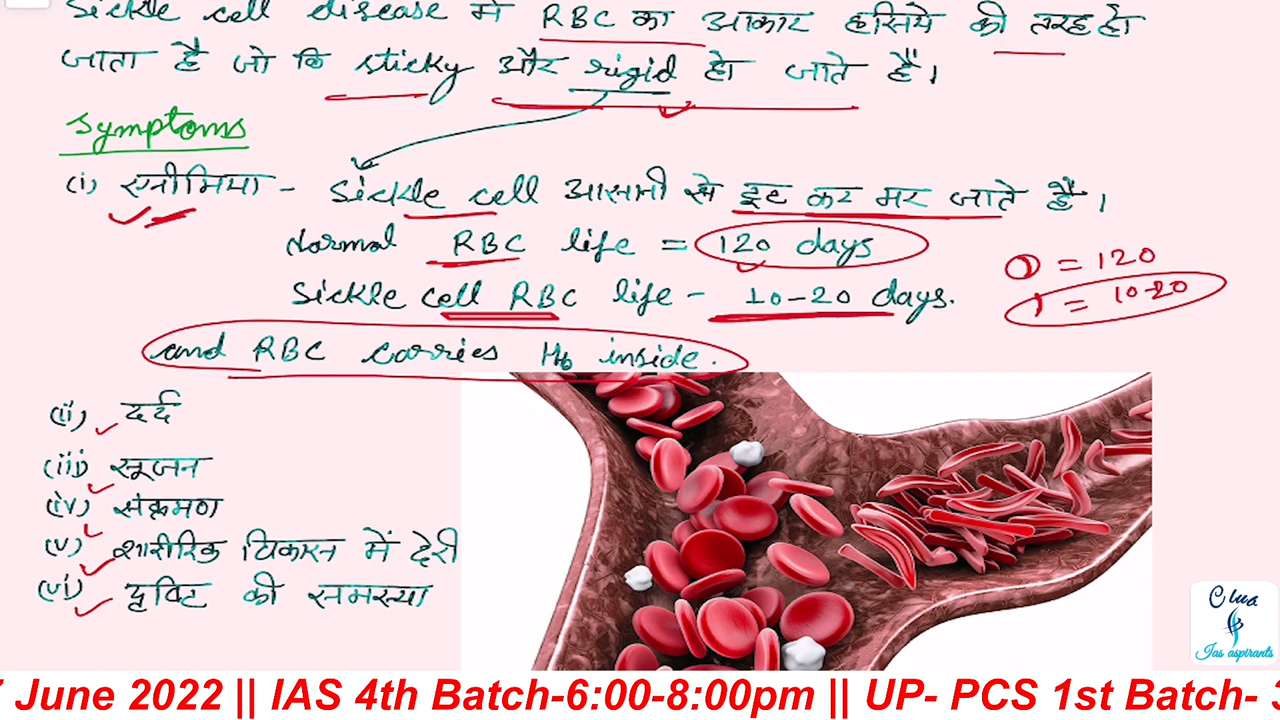 Sickle cell disease में RBC का आकार हसिये की तरह हो
जाता है जो कि sticky और rigid हो जाते हैं।
Symptoms
(i) एनीमिया - Sickle cell आसानी से टूट कर मर जाते हैं।
Normal RBC life = 120 days
= 120
Sickle cell RBC life - 10-20 days.
= 10-20
and RBC carries Hb inside.
(ii) दर्द
(iii) सूजन
(iv) संक्रमण
(v) शारीरिक विकास में देरी
(vi) दृष्टि की समस्या
Ias aspirants
7 June 2022 || IAS 4th Batch-6:00-8:00pm || UP- PCS 1st Batch- 3